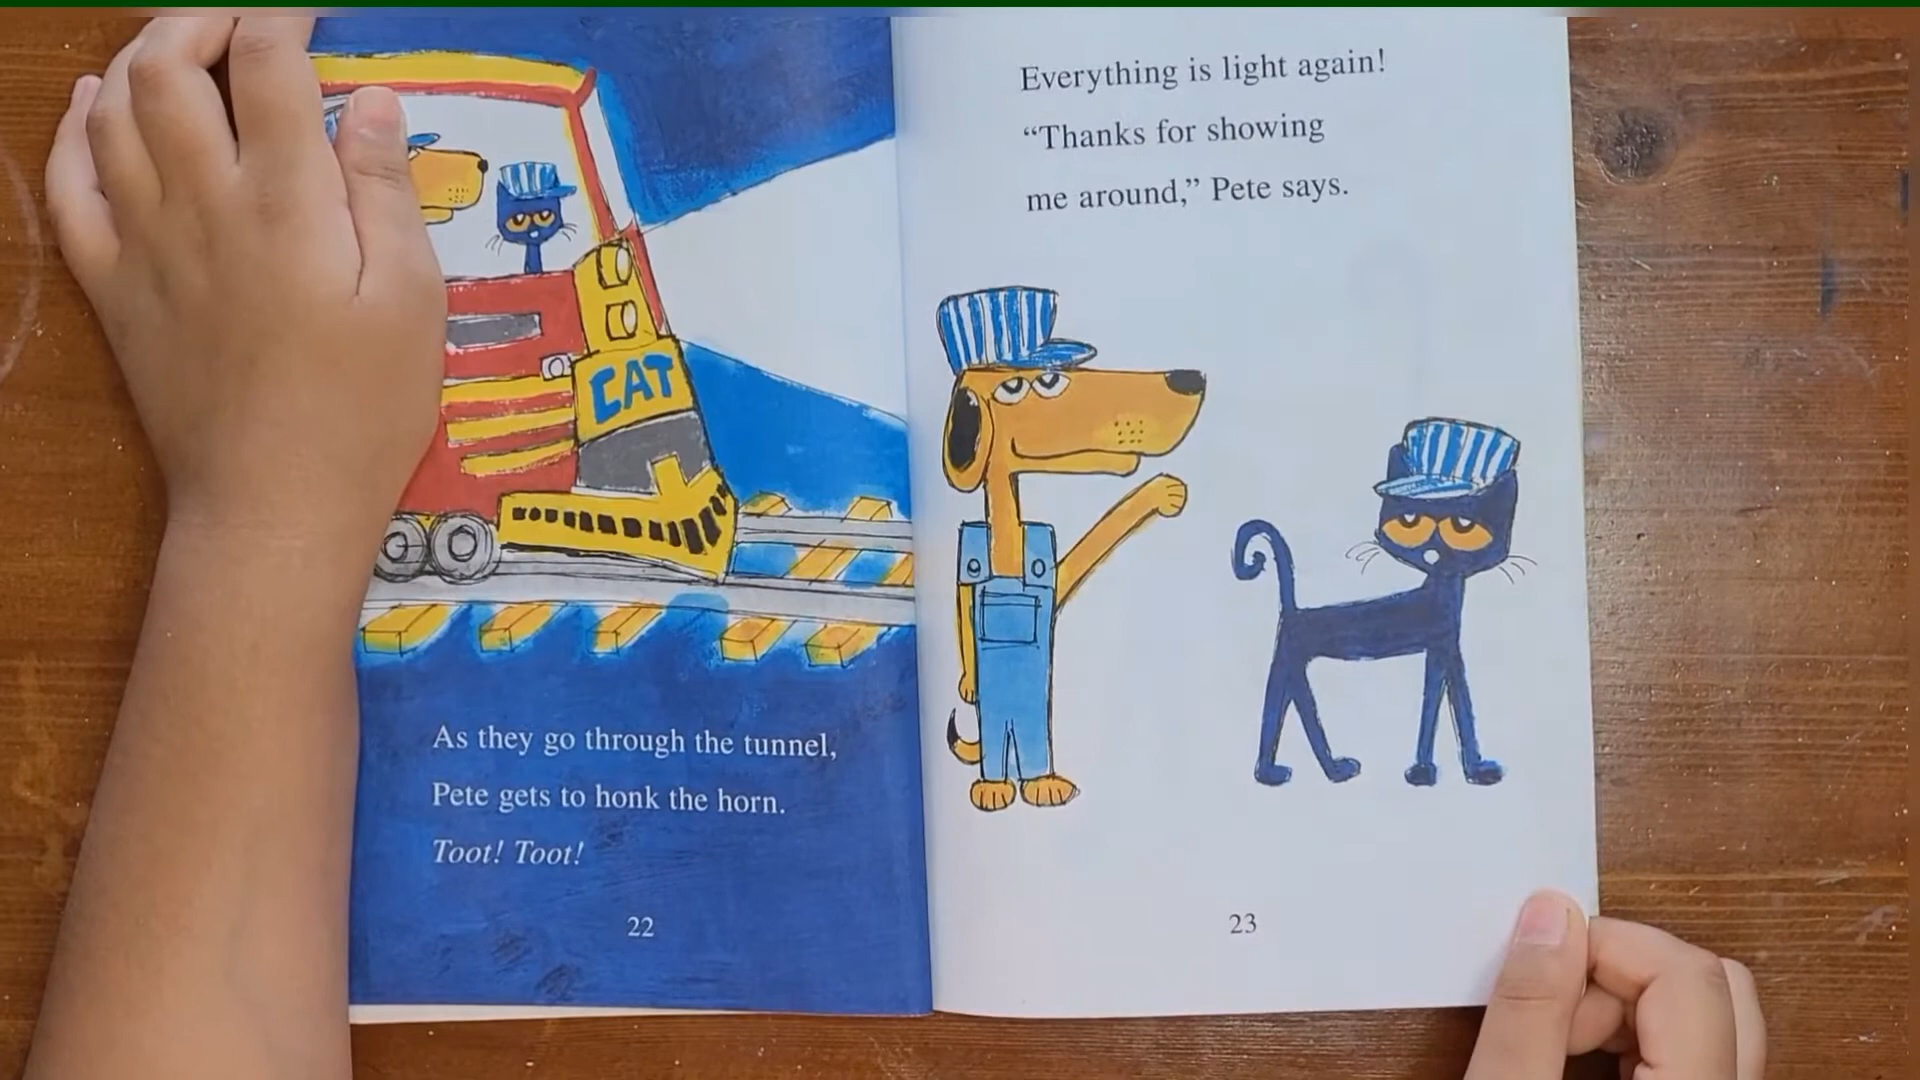 CAT
As they go through the tunnel,
Pete gets to honk the horn.
Toot! Toot!
22
Everything is light again!
“Thanks for showing
me around,” Pete says.
23